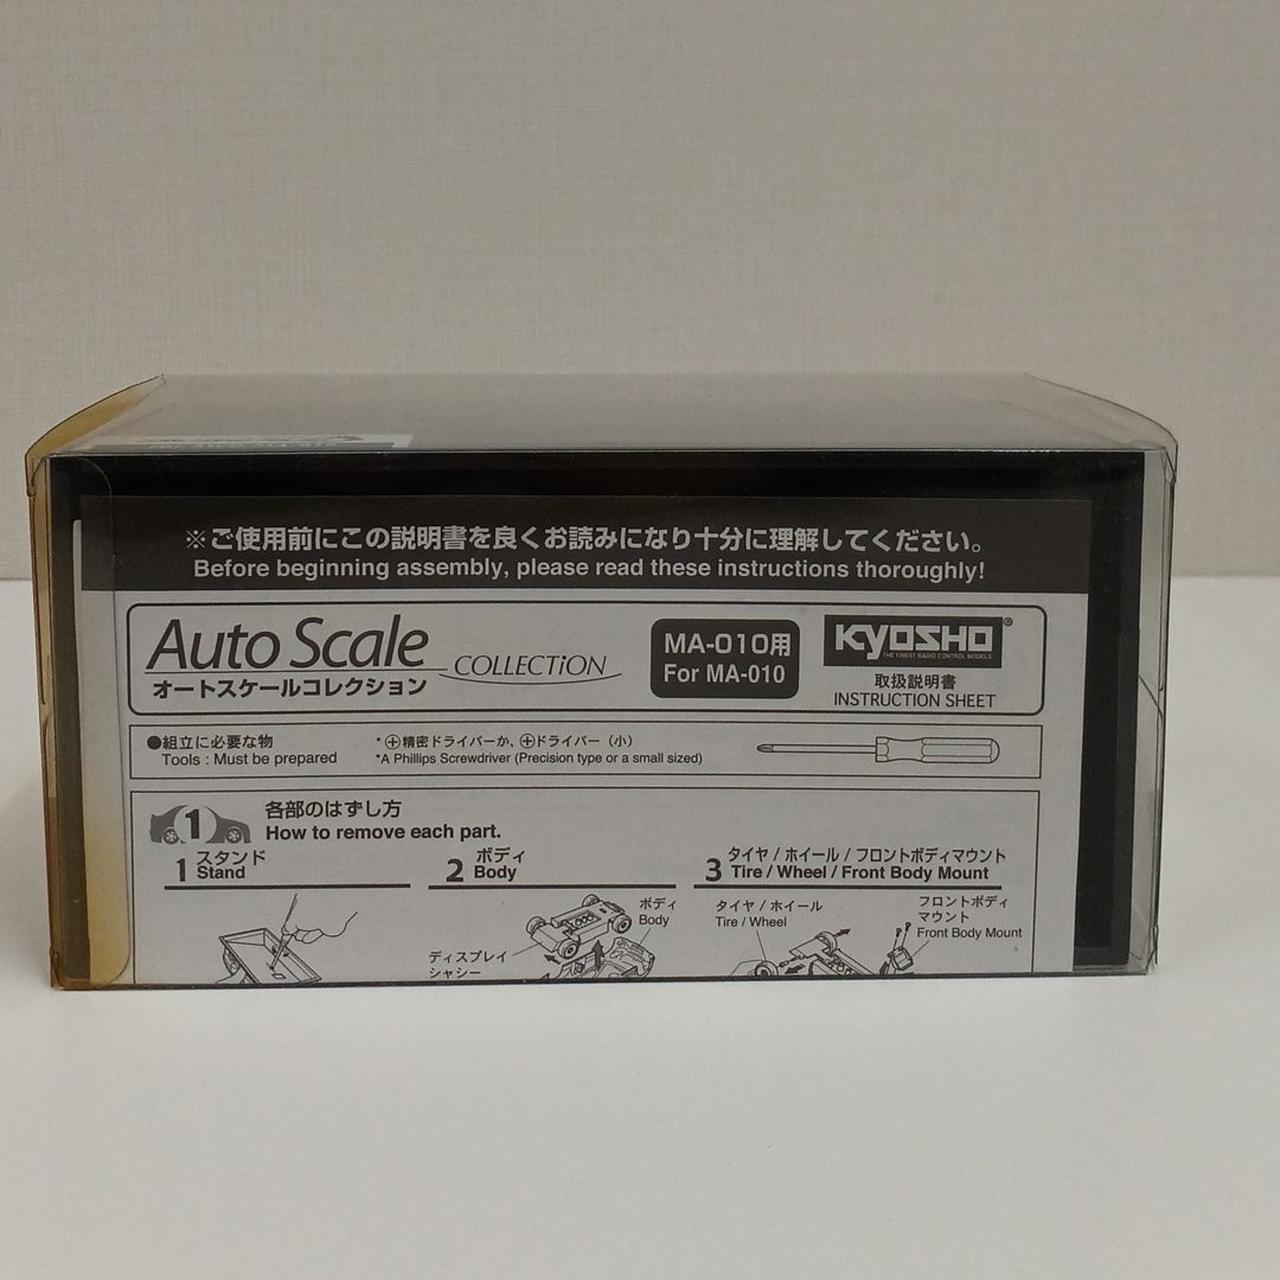 ※ご使用前にこの説明書を良くお読みになり十分に理解してください。
Before beginning assembly, please read these instructions thoroughly!
Auto Scale COLLECTiON
オートスケールコレクション
MA-010用
For MA-010
KYOSHO®
THE FINEST RADIO CONTROL MODELS
取扱説明書
INSTRUCTION SHEET
●組立に必要な物
Tools : Must be prepared
*⊕精密ドライバーか、⊕ドライバー（小）
*A Phillips Screwdriver (Precision type or a small sized)
1
各部のはずし方
How to remove each part.
1 スタンド
Stand
2 ボディ
Body
3 タイヤ / ホイール / フロントボディマウント
Tire / Wheel / Front Body Mount
ボディ
Body
ディスプレイ
シャシー
タイヤ / ホイール
Tire / Wheel
フロントボディ
マウント
Front Body Mount